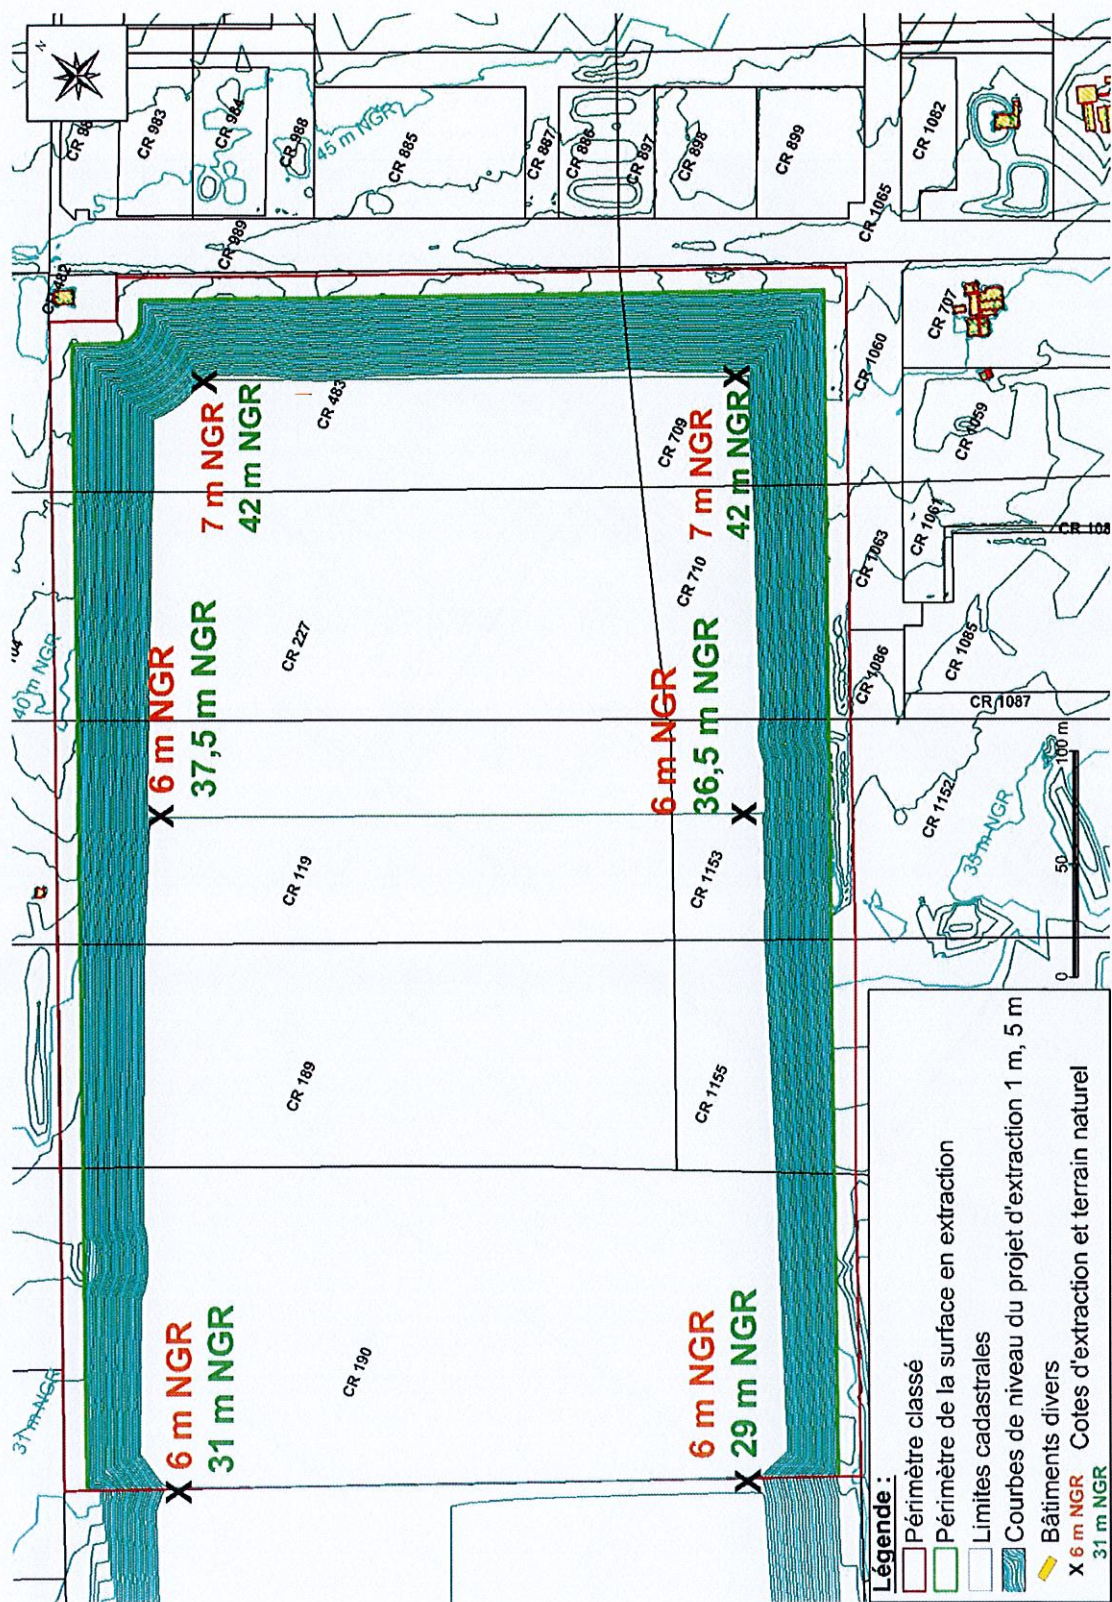 N
CR 983
CR 984
CR 988
45 m NGR
CR 885
CR 887
CR 886
CR 897
CR 898
CR 899
CR 1082
CR 989
CR 1065
CR 482
CR 707
CR 1060
CR 1059
CR 483
CR 709
7 m NGR
42 m NGR
7 m NGR
42 m NGR
CR 1063
CR 1061
CR 108
CR 227
CR 710
40 m NGR
6 m NGR
37,5 m NGR
6 m NGR
36,5 m NGR
CR 1086
CR 1085
CR 1087
CR 119
CR 1153
CR 1152
35 m NGR
CR 189
CR 1155
0 50 100 m
CR 190
31 m NGR
6 m NGR
31 m NGR
6 m NGR
29 m NGR
Légende :
Périmètre classé
Périmètre de la surface en extraction
Limites cadastrales
Courbes de niveau du projet d'extraction 1 m, 5 m
Bâtiments divers
X 6 m NGR Cotes d'extraction et terrain naturel
31 m NGR